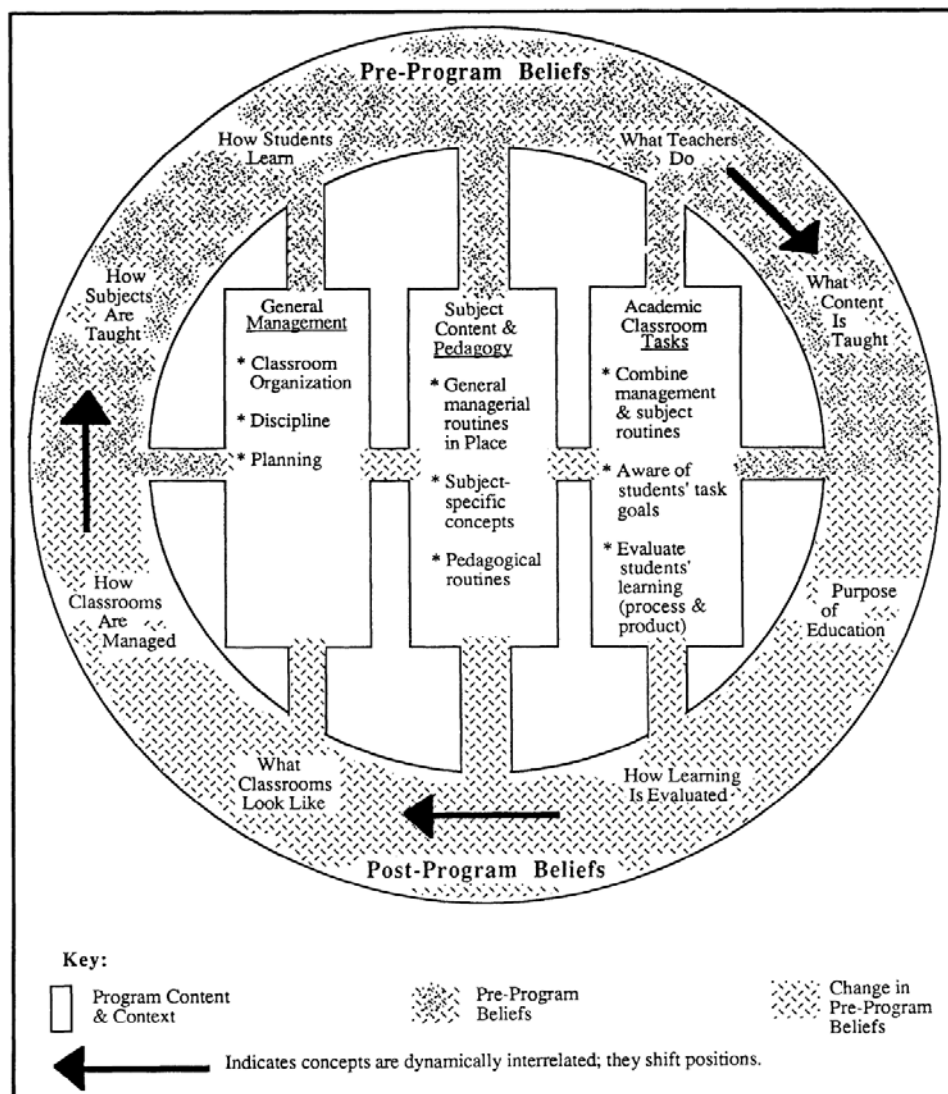 Pre-Program Beliefs
How Students
Learn
What Teachers
Do
How
Subjects
Are
Taught
What
Content
Is
Taught
General
Management
* Classroom
Organization
* Discipline
* Planning
Subject
Content &
Pedagogy
* General
managerial
routines
in Place
* Subject-
specific
concepts
* Pedagogical
routines
Academic
Classroom
Tasks
* Combine
management
& subject
routines
* Aware of
students' task
goals
* Evaluate
students'
learning
(process &
product)
How
Classrooms
Are
Managed
Purpose
of
Education
What
Classrooms
Look Like
How Learning
Is Evaluated
Post-Program Beliefs
Key:
Program Content
& Context
Pre-Program
Beliefs
Change in
Pre-Program
Beliefs
Indicates concepts are dynamically interrelated; they shift positions.